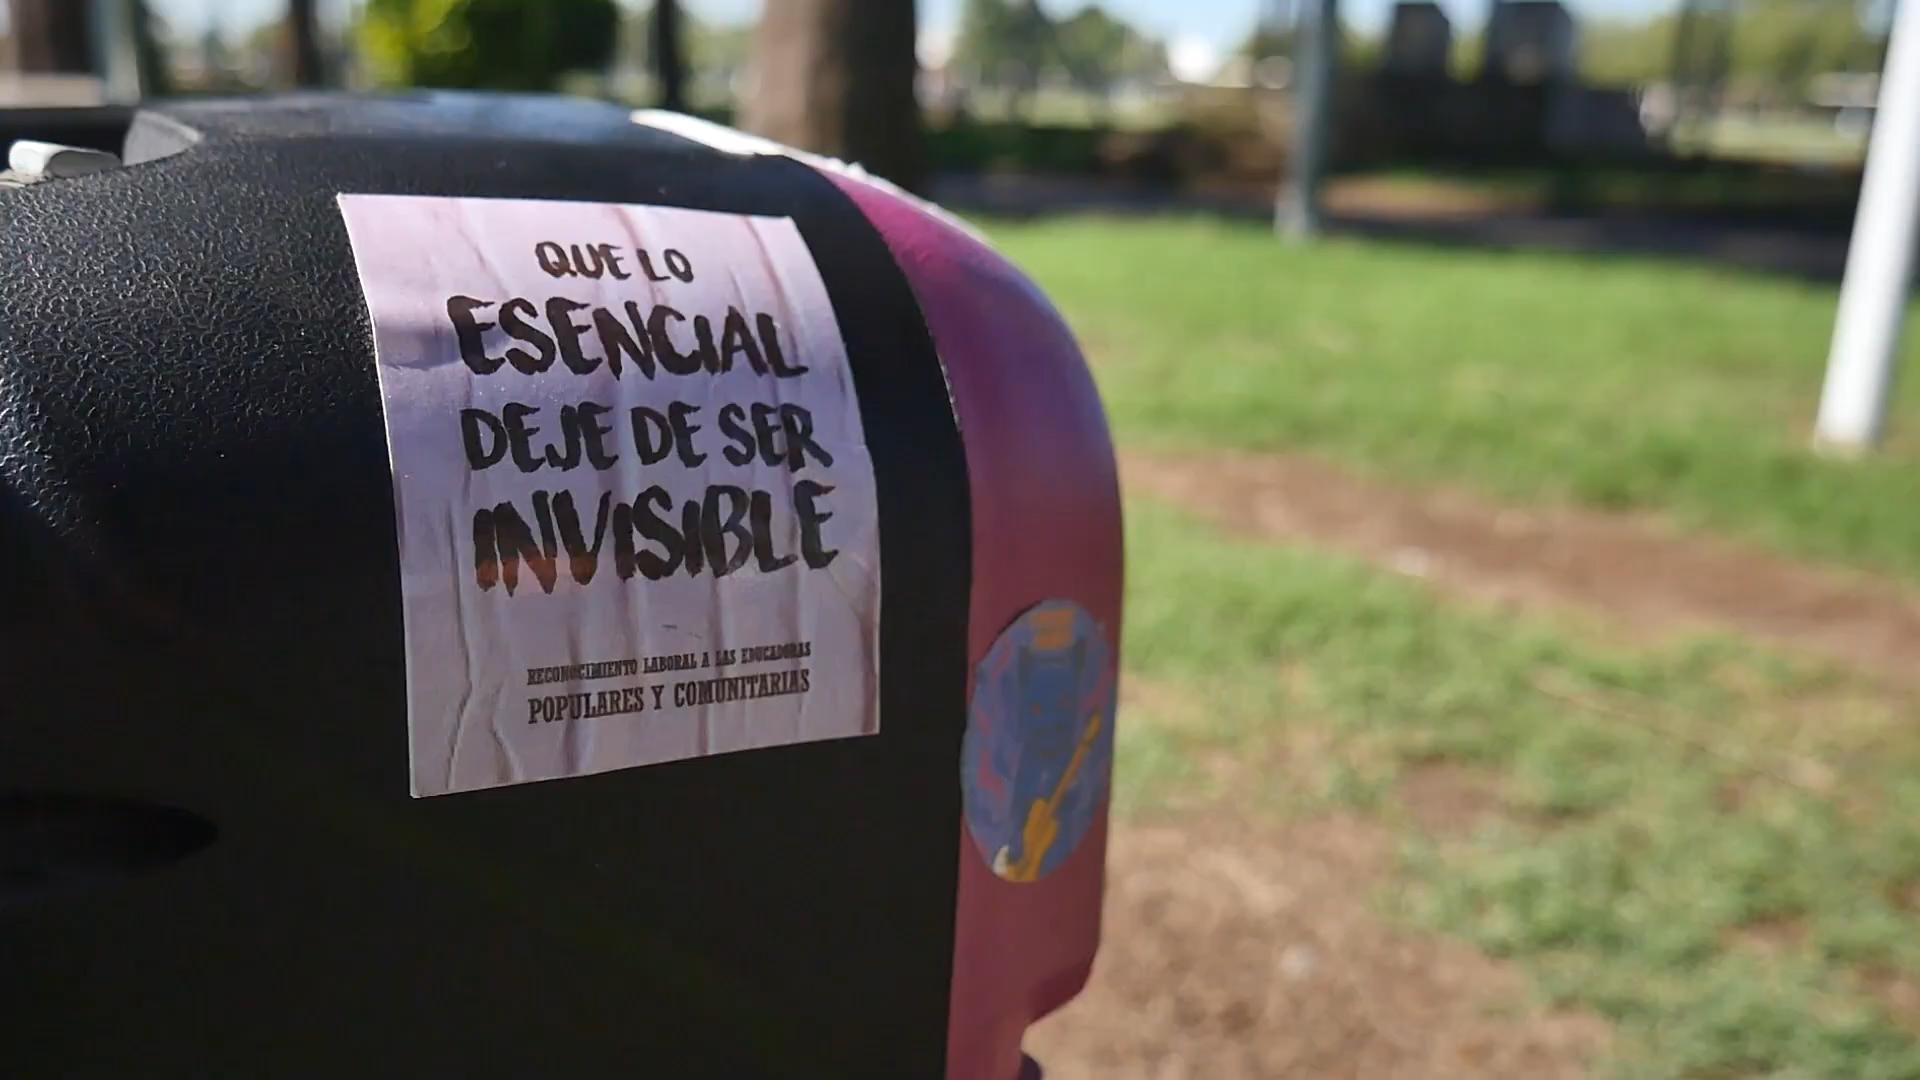 QUE LO
ESENCIAL
DEJE DE SER
INVISIBLE
RECONOCIMIENTO LABORAL A LAS EDUCADORAS
POPULARES Y COMUNITARIAS